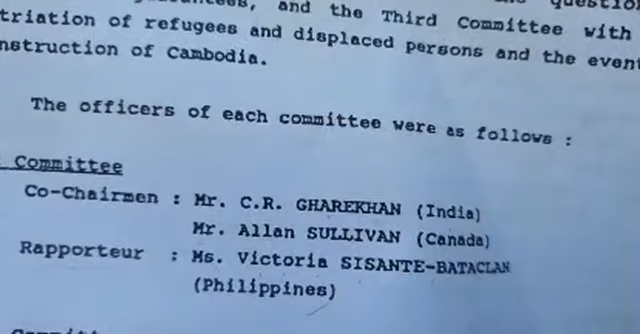 and the Third Committee with
triation of refugees and displaced persons and the event
nstruction of Cambodia.
The officers of each committee were as follows :
Committee
Co-Chairmen : Mr. C.R. GHAREKHAN (India)
Mr. Allan SULLIVAN (Canada)
Rapporteur : Ms. Victoria SISANTE-BATACLAN
(Philippines)